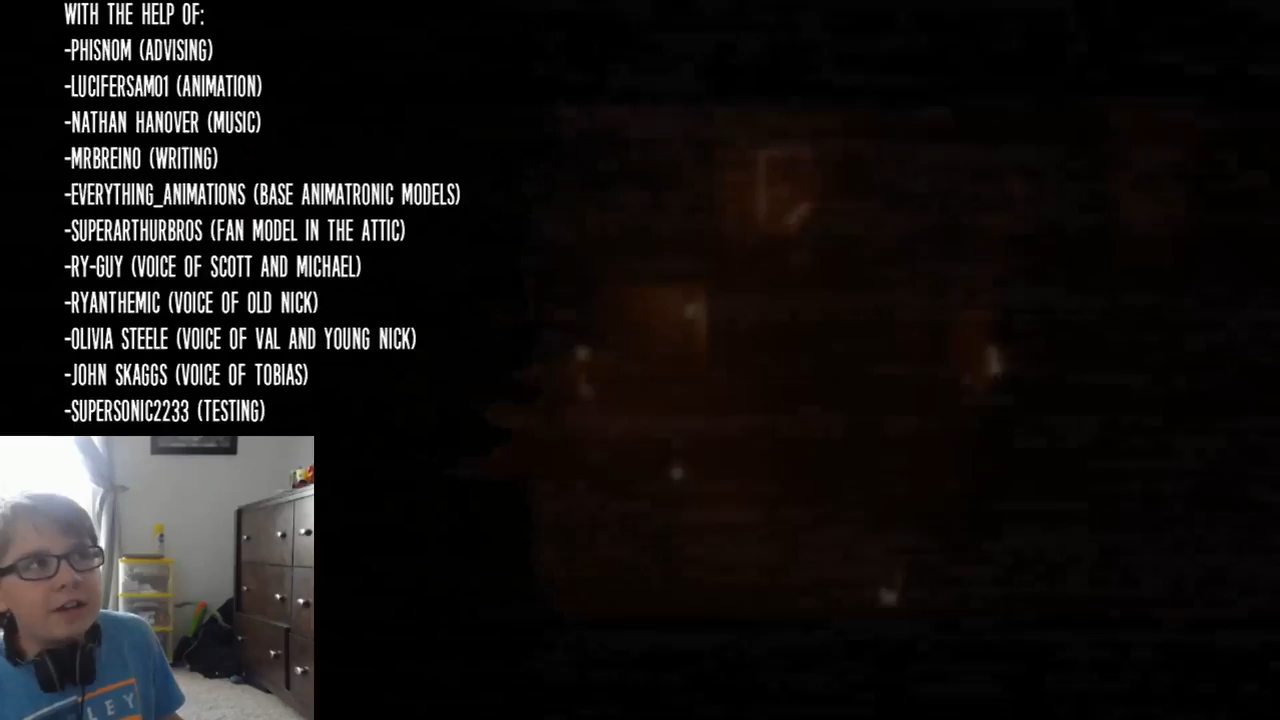 WITH THE HELP OF:
-PHISNOM (ADVISING)
-LUCIFERSAM01 (ANIMATION)
-NATHAN HANOVER (MUSIC)
-MRBREINO (WRITING)
-EVERYTHING_ANIMATIONS (BASE ANIMATRONIC MODELS)
-SUPERARTHURBROS (FAN MODEL IN THE ATTIC)
-RY-GUY (VOICE OF SCOTT AND MICHAEL)
-RYANTHEMIC (VOICE OF OLD NICK)
-OLIVIA STEELE (VOICE OF VAL AND YOUNG NICK)
-JOHN SKAGGS (VOICE OF TOBIAS)
-SUPERSONIC2233 (TESTING)